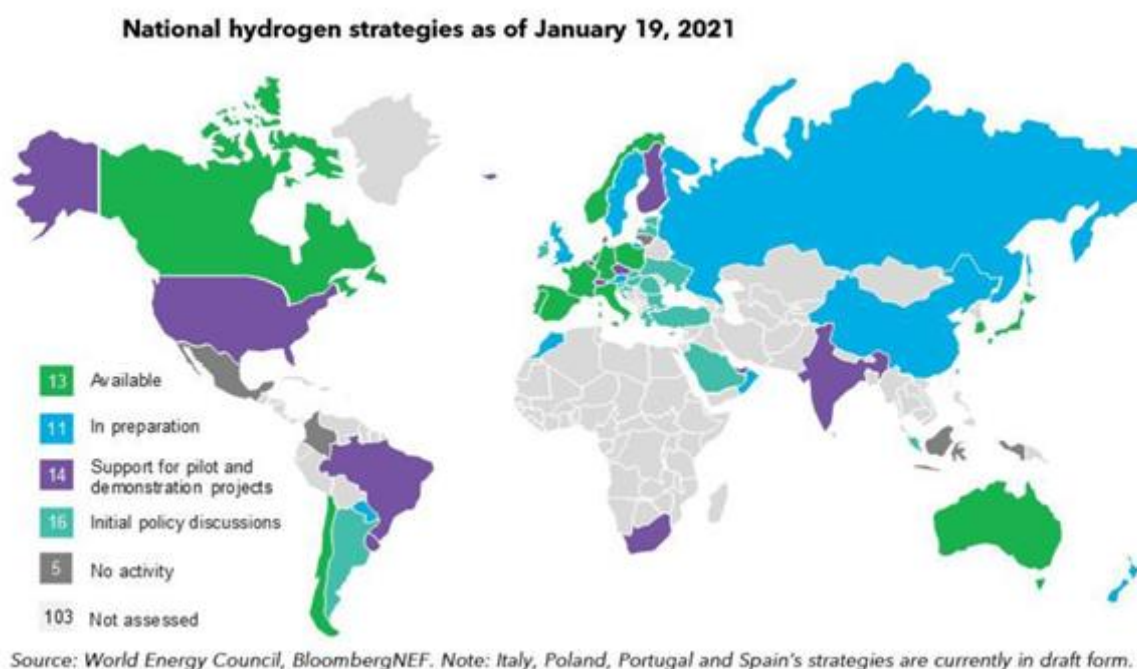 National hydrogen strategies as of January 19, 2021
13 Available
11 In preparation
14 Support for pilot and
demonstration projects
16 Initial policy discussions
5 No activity
103 Not assessed
Source: World Energy Council, BloombergNEF. Note: Italy, Poland, Portugal and Spain's strategies are currently in draft form.